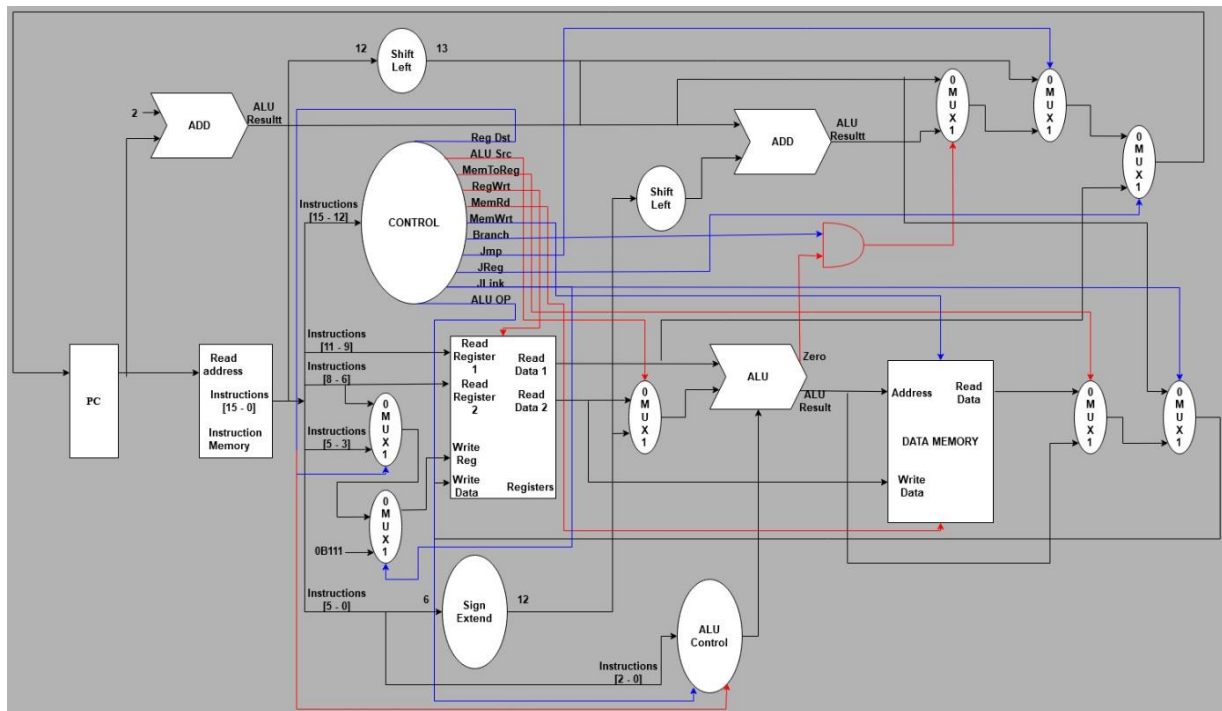 12
13
Shift
Left
2
ADD
ALU
Resultt
Reg Dst
ALU Src
MemToReg
RegWrt
MemRd
MemWrt
Branch
Jmp
JReg
JLink
ALU OP
CONTROL
Instructions
[15 - 12]
Shift
Left
ADD
ALU
Resultt
0
M
U
X
1
0
M
U
X
1
0
M
U
X
1
PC
Read
address
Instructions
[15 - 0]
Instruction
Memory
Instructions
[11 - 9]
Instructions
[8 - 6]
Instructions
[5 - 3]
0
M
U
X
1
0
M
U
X
1
0B111
Read
Register
1
Read
Register
2
Write
Reg
Write
Data
Read
Data 1
Read
Data 2
Registers
0
M
U
X
1
ALU
Zero
ALU
Result
Address
Read
Data
DATA MEMORY
Write
Data
0
M
U
X
1
0
M
U
X
1
Instructions
[5 - 0]
6
Sign
Extend
12
Instructions
[2 - 0]
ALU
Control